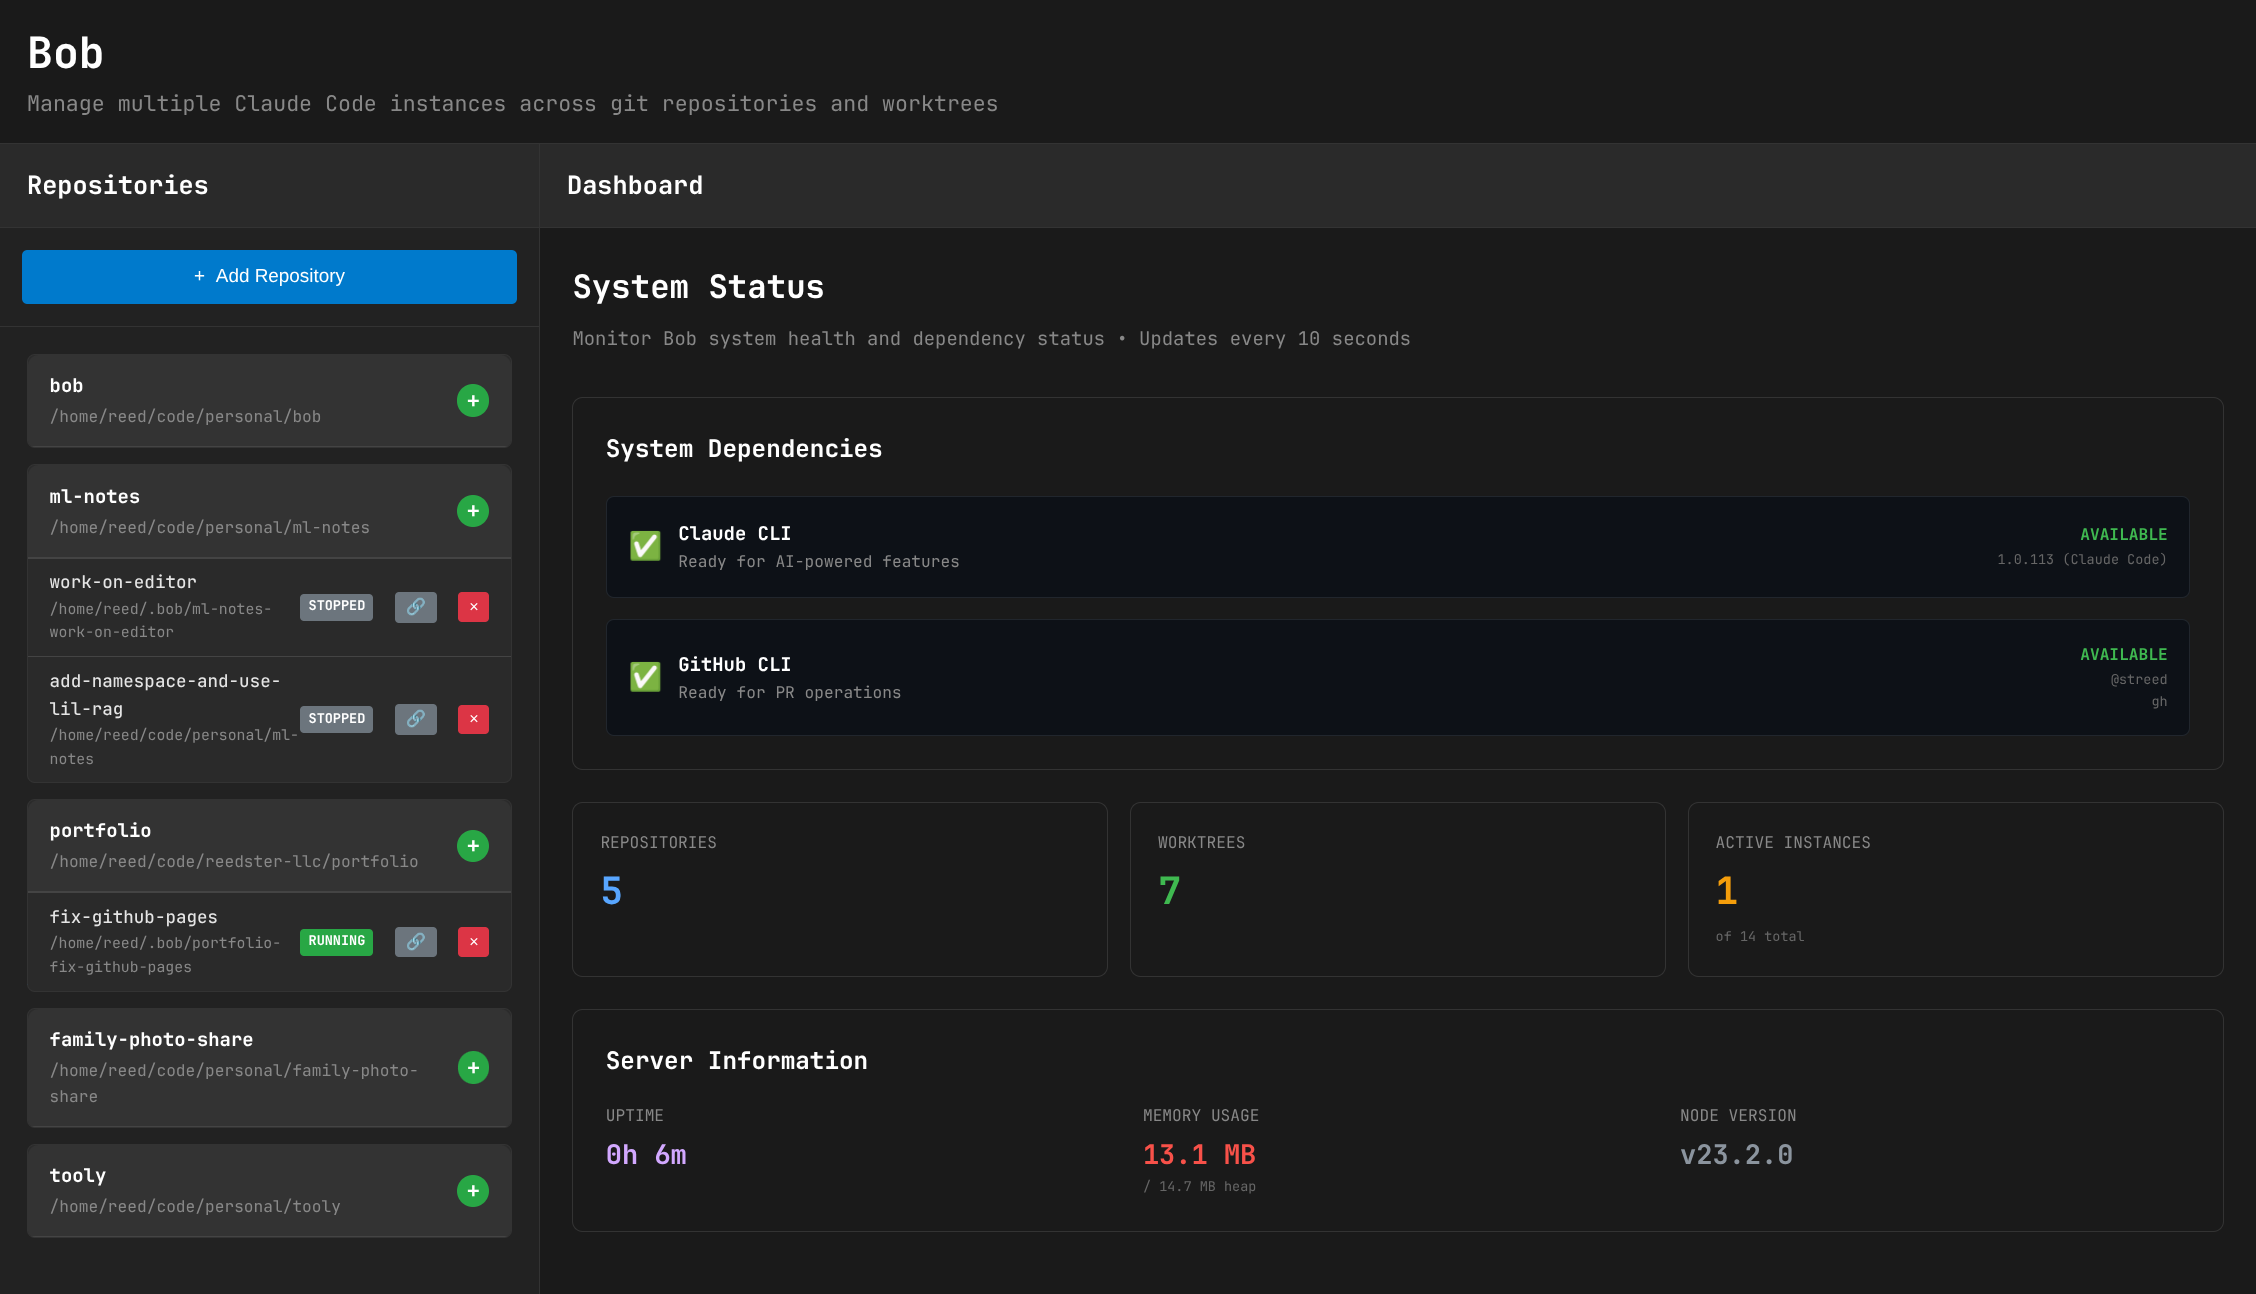 Bob
Manage multiple Claude Code instances across git repositories and worktrees
Repositories
+ Add Repository
bob
/home/reed/code/personal/bob
+
ml-notes
/home/reed/code/personal/ml-notes
+
work-on-editor
/home/reed/.bob/ml-notes-
work-on-editor
STOPPED
×
add-namespace-and-use-
lil-rag
/home/reed/code/personal/ml-
notes
STOPPED
×
portfolio
/home/reed/code/reedster-llc/portfolio
+
fix-github-pages
/home/reed/.bob/portfolio-
fix-github-pages
RUNNING
×
family-photo-share
/home/reed/code/personal/family-photo-
share
+
tooly
/home/reed/code/personal/tooly
+
Dashboard
System Status
Monitor Bob system health and dependency status • Updates every 10 seconds
System Dependencies
Claude CLI
Ready for AI-powered features
AVAILABLE
1.0.113 (Claude Code)
GitHub CLI
Ready for PR operations
AVAILABLE
@streed
gh
REPOSITORIES
5
WORKTREES
7
ACTIVE INSTANCES
1
of 14 total
Server Information
UPTIME
0h 6m
MEMORY USAGE
13.1 MB
/ 14.7 MB heap
NODE VERSION
v23.2.0